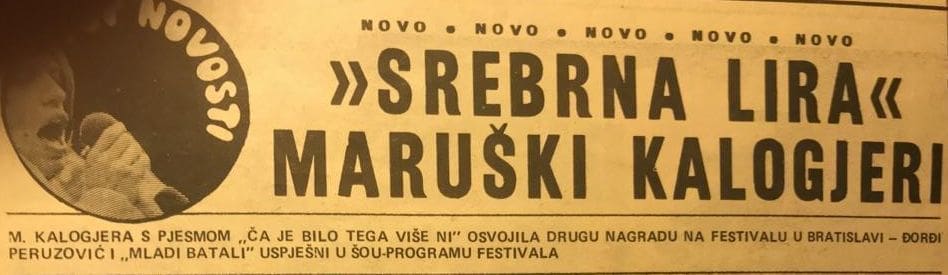 NOVOSTI
NOVO • NOVO • NOVO • NOVO • NOVO
»SREBRNA LIRA«
MARUŠKI KALOGJERI
M. KALOGJERA S PJESMOM „ČA JE BILO TEGA VIŠE NI” OSVOJILA DRUGU NAGRADU NA FESTIVALU U BRATISLAVI – ĐORĐI
PERUZOVIĆ I „MLADI BATALI” USPJEŠNI U ŠOU-PROGRAMU FESTIVALA